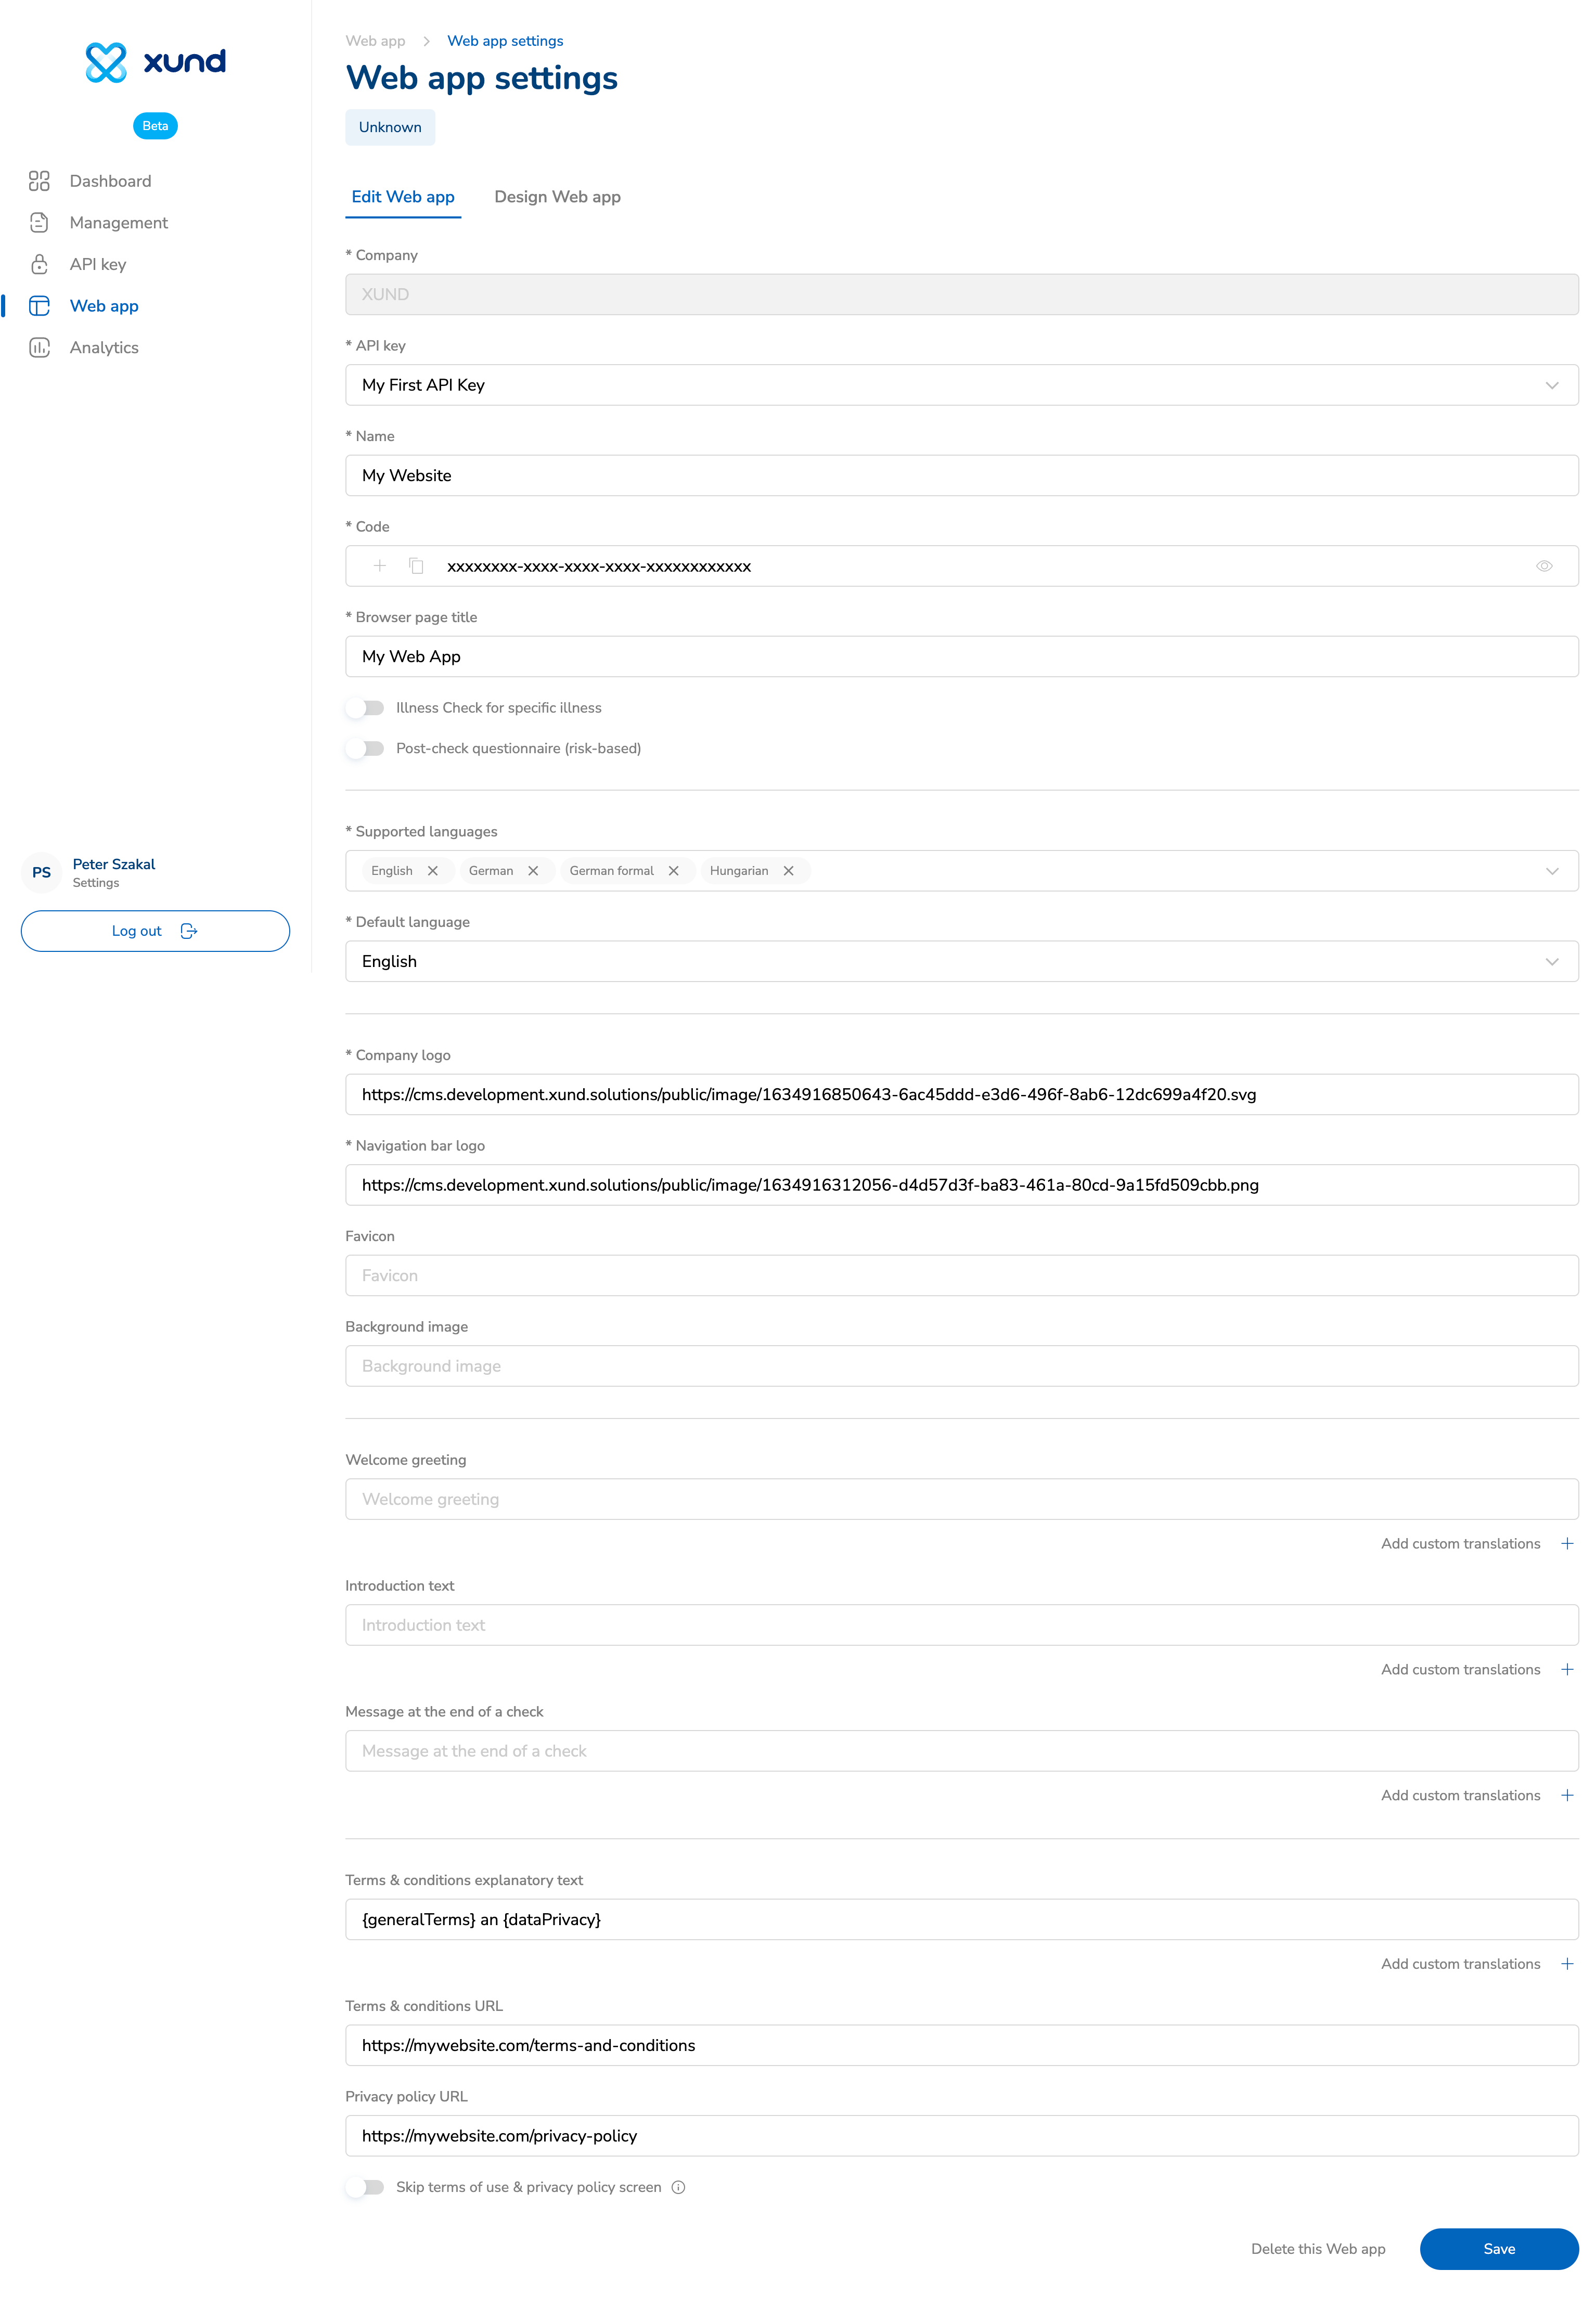 xund
Beta
Dashboard
Management
API key
Web app
Analytics
PS
Peter Szakal
Settings
Log out
Web app > Web app settings
Web app settings
Unknown
Edit Web app Design Web app
* Company
XUND
* API key
My First API Key
* Name
My Website
* Code
xxxxxxxx-xxxx-xxxx-xxxx-xxxxxxxxxxxx
* Browser page title
My Web App
Illness Check for specific illness
Post-check questionnaire (risk-based)
* Supported languages
English German German formal Hungarian
* Default language
English
* Company logo
https://cms.development.xund.solutions/public/image/1634916850643-6ac45ddd-e3d6-496f-8ab6-12dc699a4f20.svg
* Navigation bar logo
https://cms.development.xund.solutions/public/image/1634916312056-d4d57d3f-ba83-461a-80cd-9a15fd509cbb.png
Favicon
Favicon
Background image
Background image
Welcome greeting
Welcome greeting
Add custom translations +
Introduction text
Introduction text
Add custom translations +
Message at the end of a check
Message at the end of a check
Add custom translations +
Terms & conditions explanatory text
{generalTerms} an {dataPrivacy}
Add custom translations +
Terms & conditions URL
https://mywebsite.com/terms-and-conditions
Privacy policy URL
https://mywebsite.com/privacy-policy
Skip terms of use & privacy policy screen
Delete this Web app Save